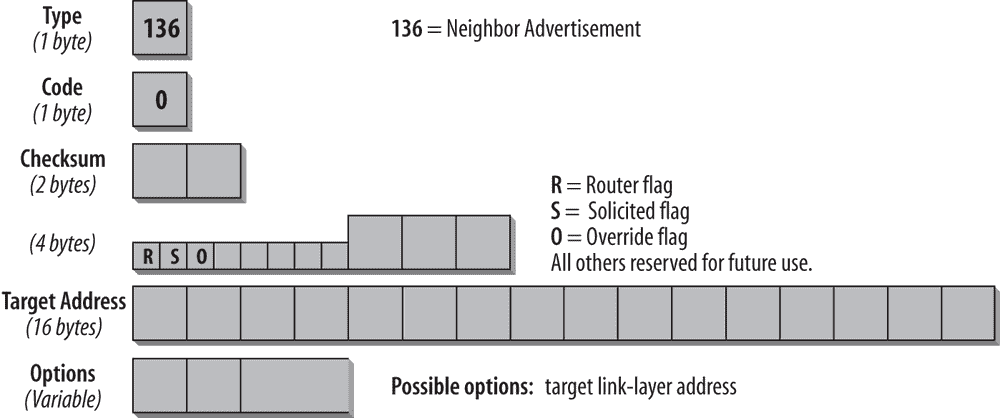 Type
(1 byte)
136
136 = Neighbor Advertisement
Code
(1 byte)
0
Checksum
(2 bytes)
R = Router flag
S = Solicited flag
O = Override flag
All others reserved for future use.
(4 bytes)
R S O
Target Address
(16 bytes)
Options
(Variable)
Possible options: target link-layer address